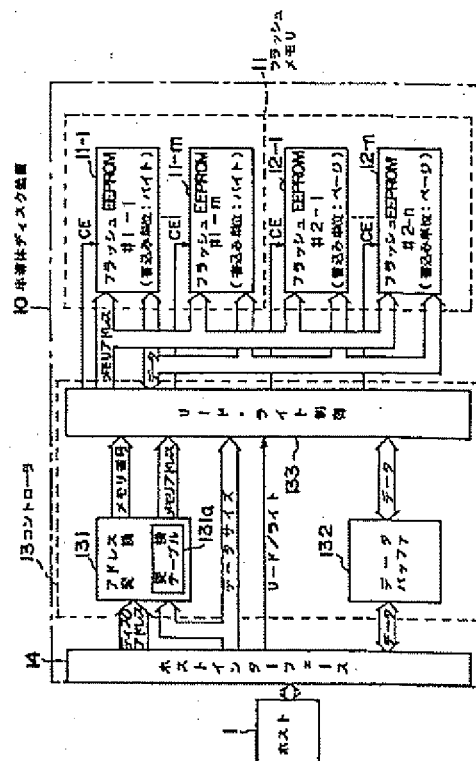 10 半導体ディスク装置
13 コントローラ
14
1
ホスト
ホストインターフェース
ディスクアドレス
131
アドレス変換
変換テーブル
131a
メモリ番号
メモリアドレス
データサイズ
リード/ライト
データ
132
データバッファ
データ
133
リード・ライト制御
CE
メモリアドレス
データ
CE
CE
CE
11-1
フラッシュEEPROM
#1-1
(書込み単位:バイト)
11-m
フラッシュEEPROM
#1-m
(書込み単位:バイト)
12-1
フラッシュEEPROM
#2-1
(書込み単位:ページ)
12-n
フラッシュEEPROM
#2-n
(書込み単位:ページ)
11
フラッシュメモリ